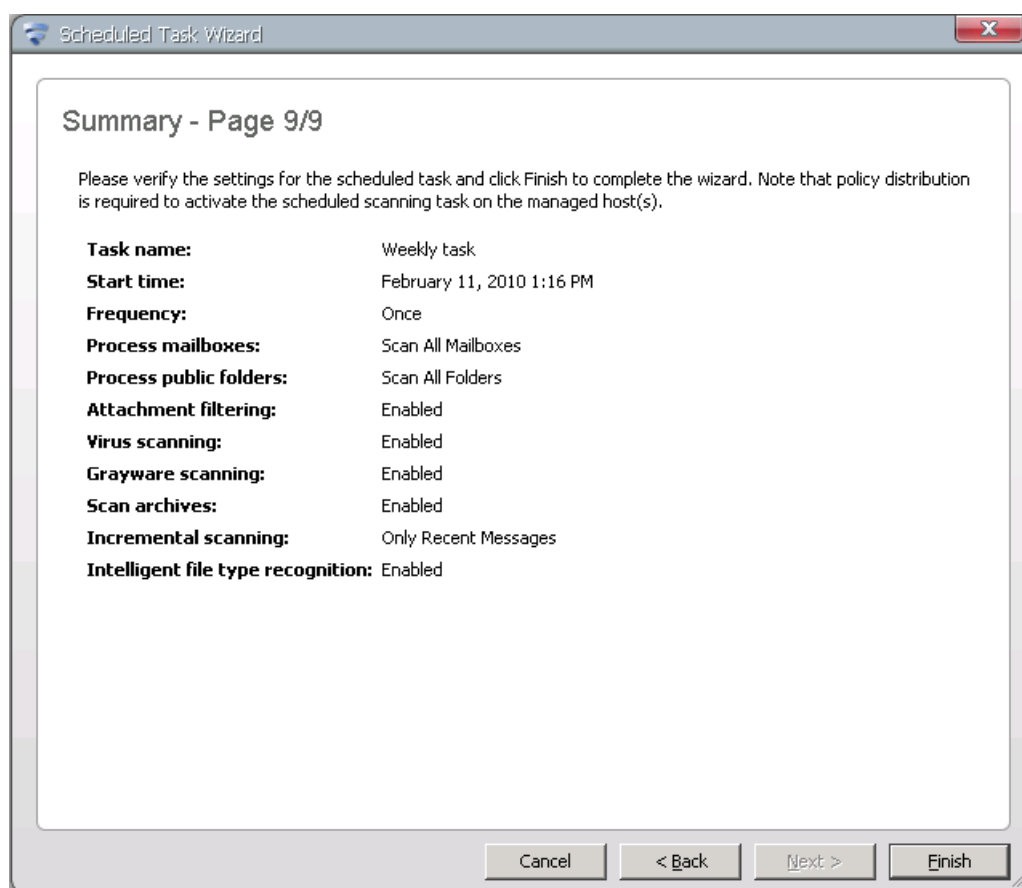 Scheduled Task Wizard
X
Summary - Page 9/9
Please verify the settings for the scheduled task and click Finish to complete the wizard. Note that policy distribution
is required to activate the scheduled scanning task on the managed host(s).
Task name: Weekly task
Start time: February 11, 2010 1:16 PM
Frequency: Once
Process mailboxes: Scan All Mailboxes
Process public folders: Scan All Folders
Attachment filtering: Enabled
Virus scanning: Enabled
Grayware scanning: Enabled
Scan archives: Enabled
Incremental scanning: Only Recent Messages
Intelligent file type recognition: Enabled
Cancel < Back Next > Finish